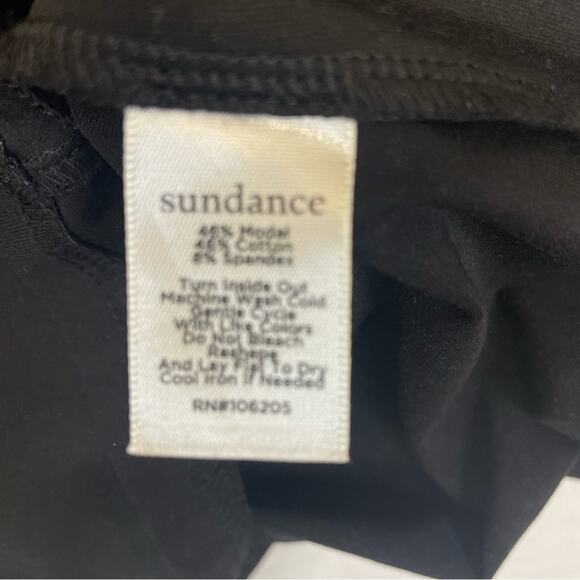 sundance
46% Modal
46% Cotton
8% Spandex
Turn Inside Out
Machine Wash Cold
Gentle Cycle
With Like Colors
Do Not Bleach
Reshape
And Lay Flat To Dry
Cool Iron If Needed
RN#106205